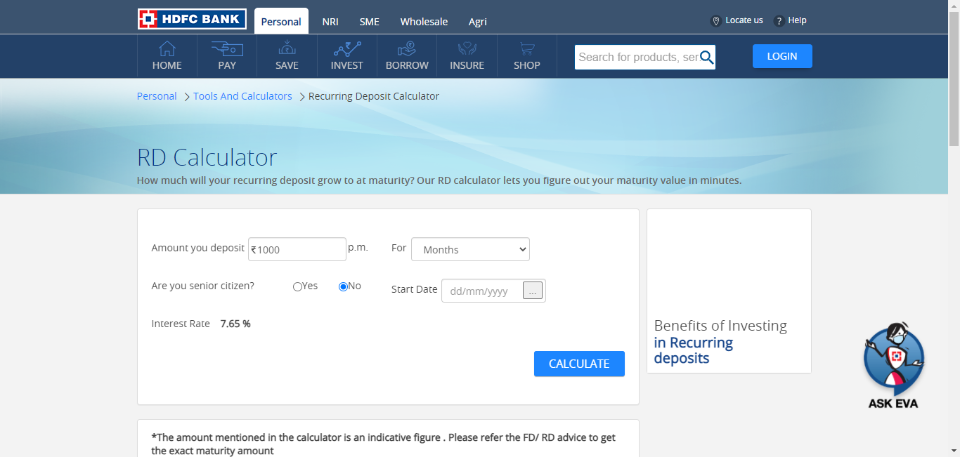 HDFC BANK Personal NRI SME Wholesale Agri Locate us ? Help
HOME PAY SAVE INVEST BORROW INSURE SHOP Search for products, ser LOGIN
Personal > Tools And Calculators > Recurring Deposit Calculator
RD Calculator
How much will your recurring deposit grow to at maturity? Our RD calculator lets you figure out your maturity value in minutes.
Amount you deposit ₹1000 p.m. For Months
Are you senior citizen? Yes No Start Date dd/mm/yyyy ...
Interest Rate 7.65 %
CALCULATE
Benefits of Investing
in Recurring
deposits
ASK EVA
*The amount mentioned in the calculator is an indicative figure . Please refer the FD/ RD advice to get
the exact maturity amount